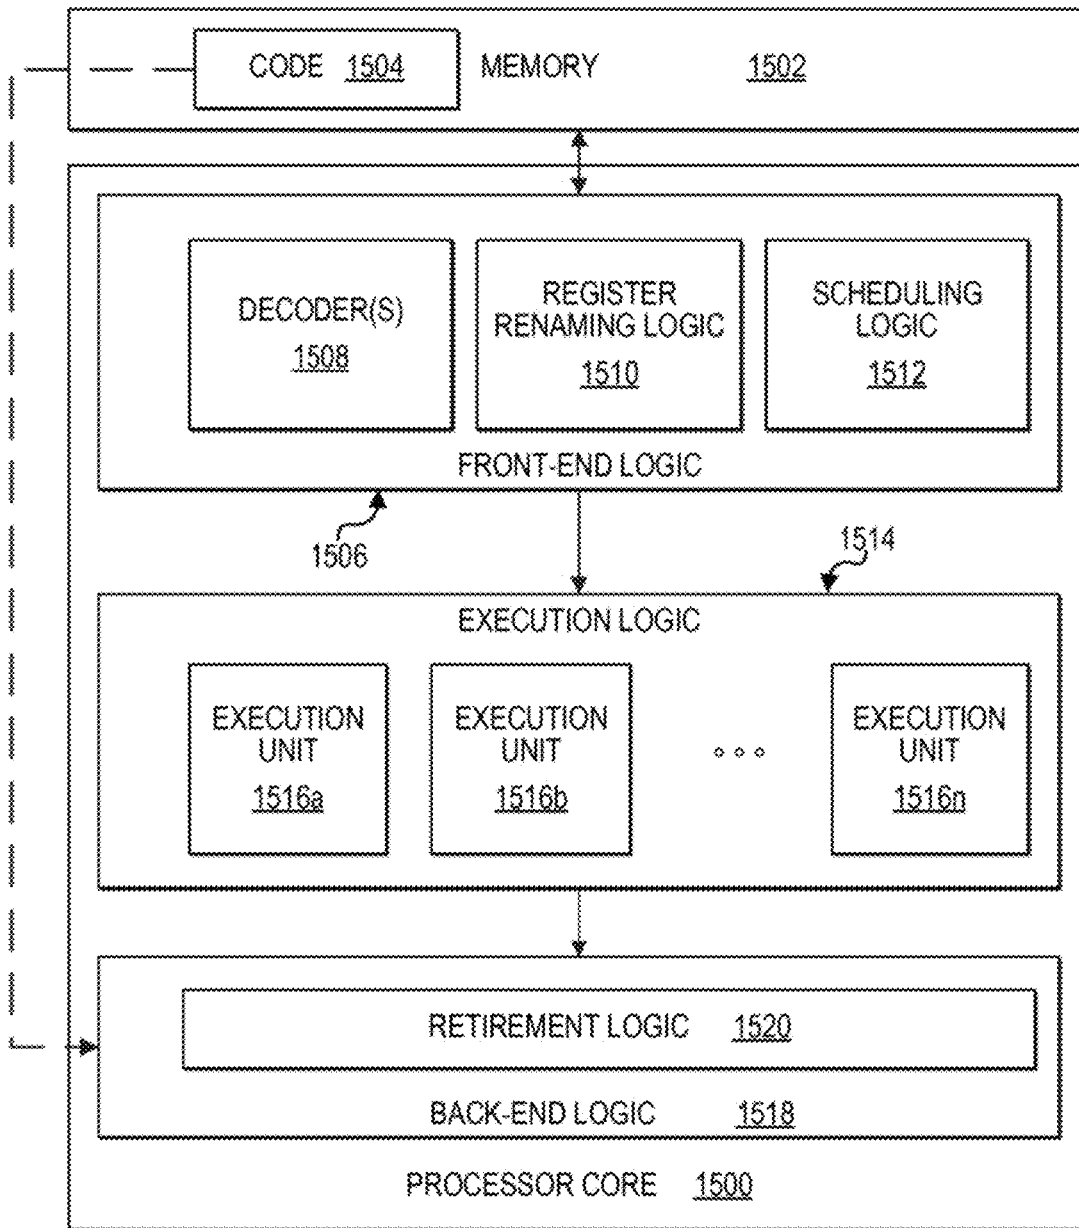 CODE 1504 MEMORY 1502
DECODER(S)
1508
REGISTER
RENAMING LOGIC
1510
SCHEDULING
LOGIC
1512
FRONT-END LOGIC
1506
1514
EXECUTION LOGIC
EXECUTION
UNIT
1516a
EXECUTION
UNIT
1516b
EXECUTION
UNIT
1516n
RETIREMENT LOGIC 1520
BACK-END LOGIC 1518
PROCESSOR CORE 1500